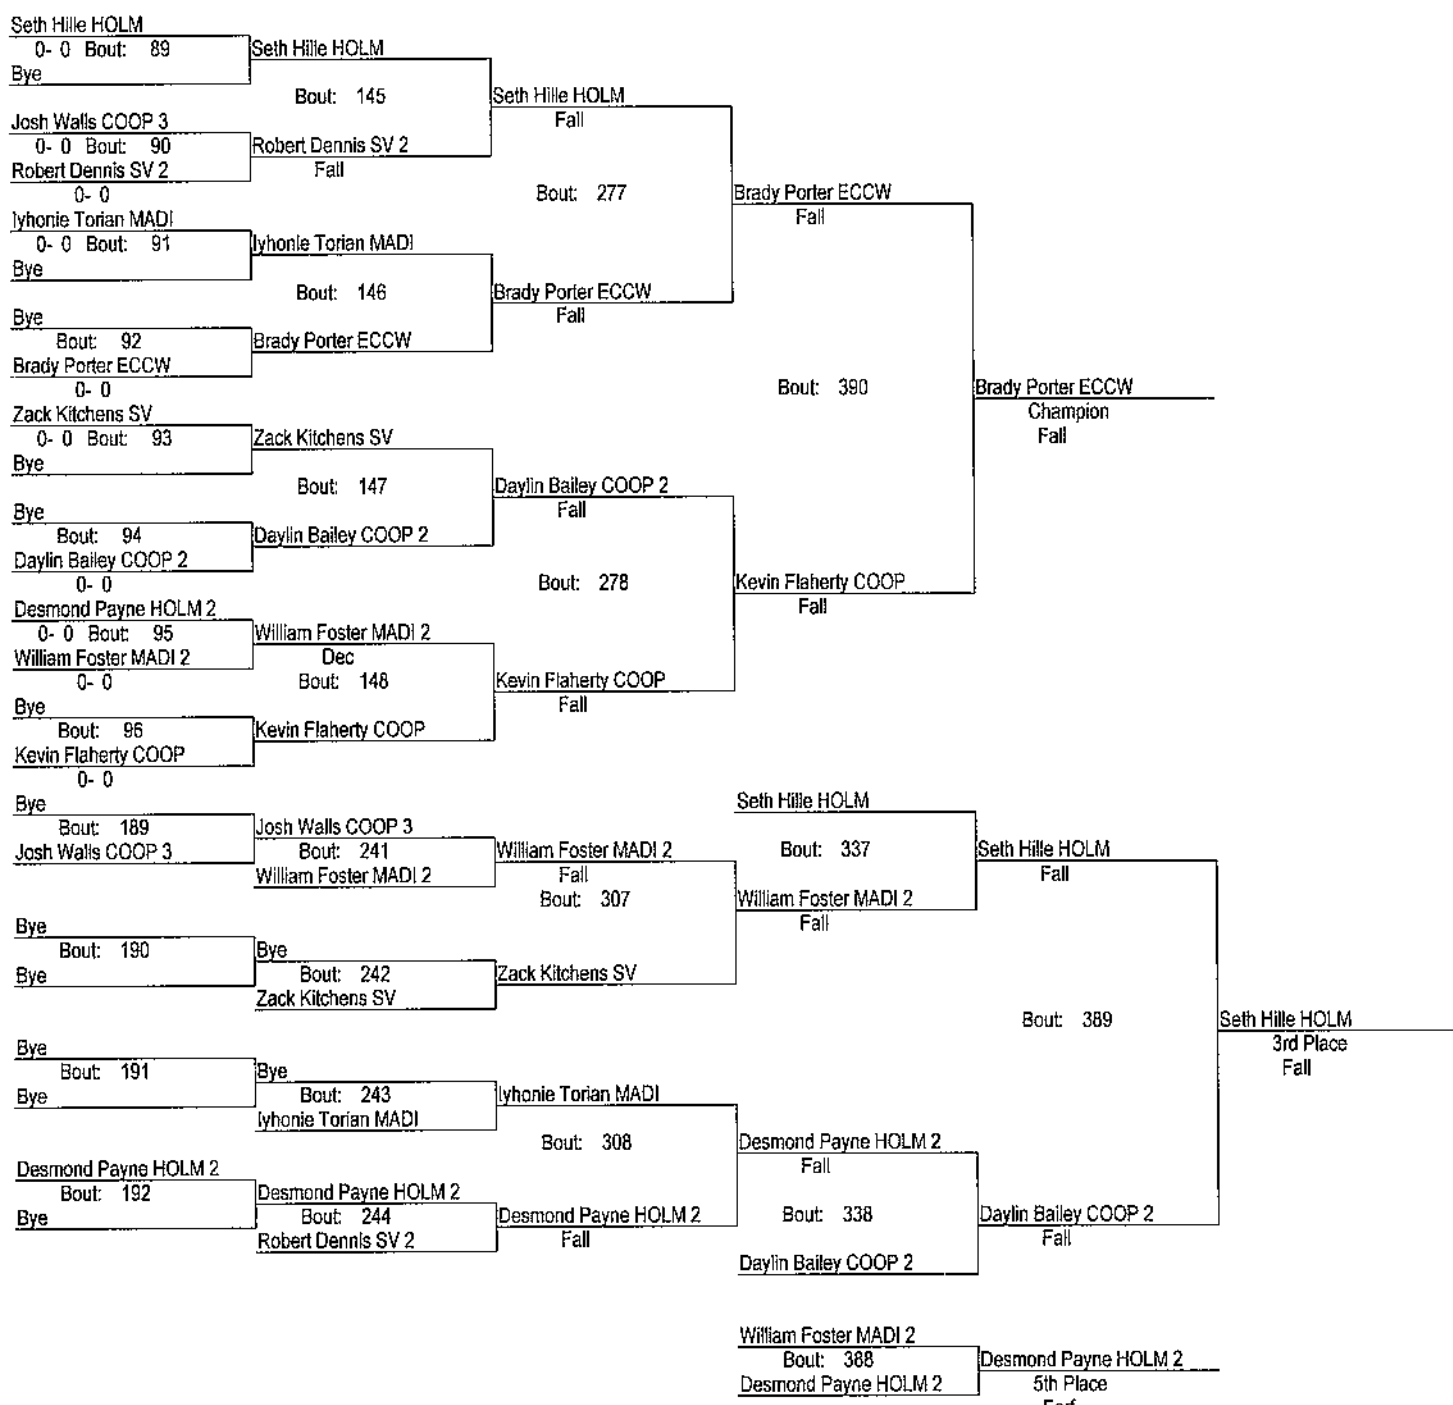 Seth Hille HOLM
0- 0 Bout: 89
Bye
Seth Hille HOLM
Bout: 145
Josh Walls COOP 3
0- 0 Bout: 90
Robert Dennis SV 2
0- 0
Robert Dennis SV 2
Fall
Seth Hille HOLM
Fall
Bout: 277
Iyhonie Torian MADI
0- 0 Bout: 91
Bye
Iyhonie Torian MADI
Bout: 146
Bye
Bout: 92
Brady Porter ECCW
0- 0
Brady Porter ECCW
Brady Porter ECCW
Fall
Brady Porter ECCW
Fall
Bout: 390
Brady Porter ECCW
Champion
Fall
Zack Kitchens SV
0- 0 Bout: 93
Bye
Zack Kitchens SV
Bout: 147
Bye
Bout: 94
Daylin Bailey COOP 2
0- 0
Daylin Bailey COOP 2
Daylin Bailey COOP 2
Fall
Bout: 278
Desmond Payne HOLM 2
0- 0 Bout: 95
William Foster MADI 2
0- 0
William Foster MADI 2
Dec
Bout: 148
Bye
Bout: 96
Kevin Flaherty COOP
0- 0
Kevin Flaherty COOP
Kevin Flaherty COOP
Fall
Kevin Flaherty COOP
Fall
Bye
Bout: 189
Josh Walls COOP 3
Josh Walls COOP 3
Bout: 241
William Foster MADI 2
William Foster MADI 2
Fall
Bout: 307
Bye
Bout: 190
Bye
Bye
Bout: 242
Zack Kitchens SV
Zack Kitchens SV
Seth Hille HOLM
Bout: 337
William Foster MADI 2
Fall
Seth Hille HOLM
Fall
Bout: 389
Seth Hille HOLM
3rd Place
Fall
Bye
Bout: 191
Bye
Bye
Bout: 243
Iyhonie Torian MADI
Iyhonie Torian MADI
Bout: 308
Desmond Payne HOLM 2
Bout: 192
Bye
Desmond Payne HOLM 2
Bout: 244
Robert Dennis SV 2
Desmond Payne HOLM 2
Fall
Desmond Payne HOLM 2
Fall
Bout: 338
Daylin Bailey COOP 2
Daylin Bailey COOP 2
Fall
William Foster MADI 2
Bout: 388
Desmond Payne HOLM 2
Desmond Payne HOLM 2
5th Place
Forf